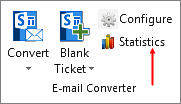 Configure
Statistics
Convert
Blank
Ticket
E-mail Converter